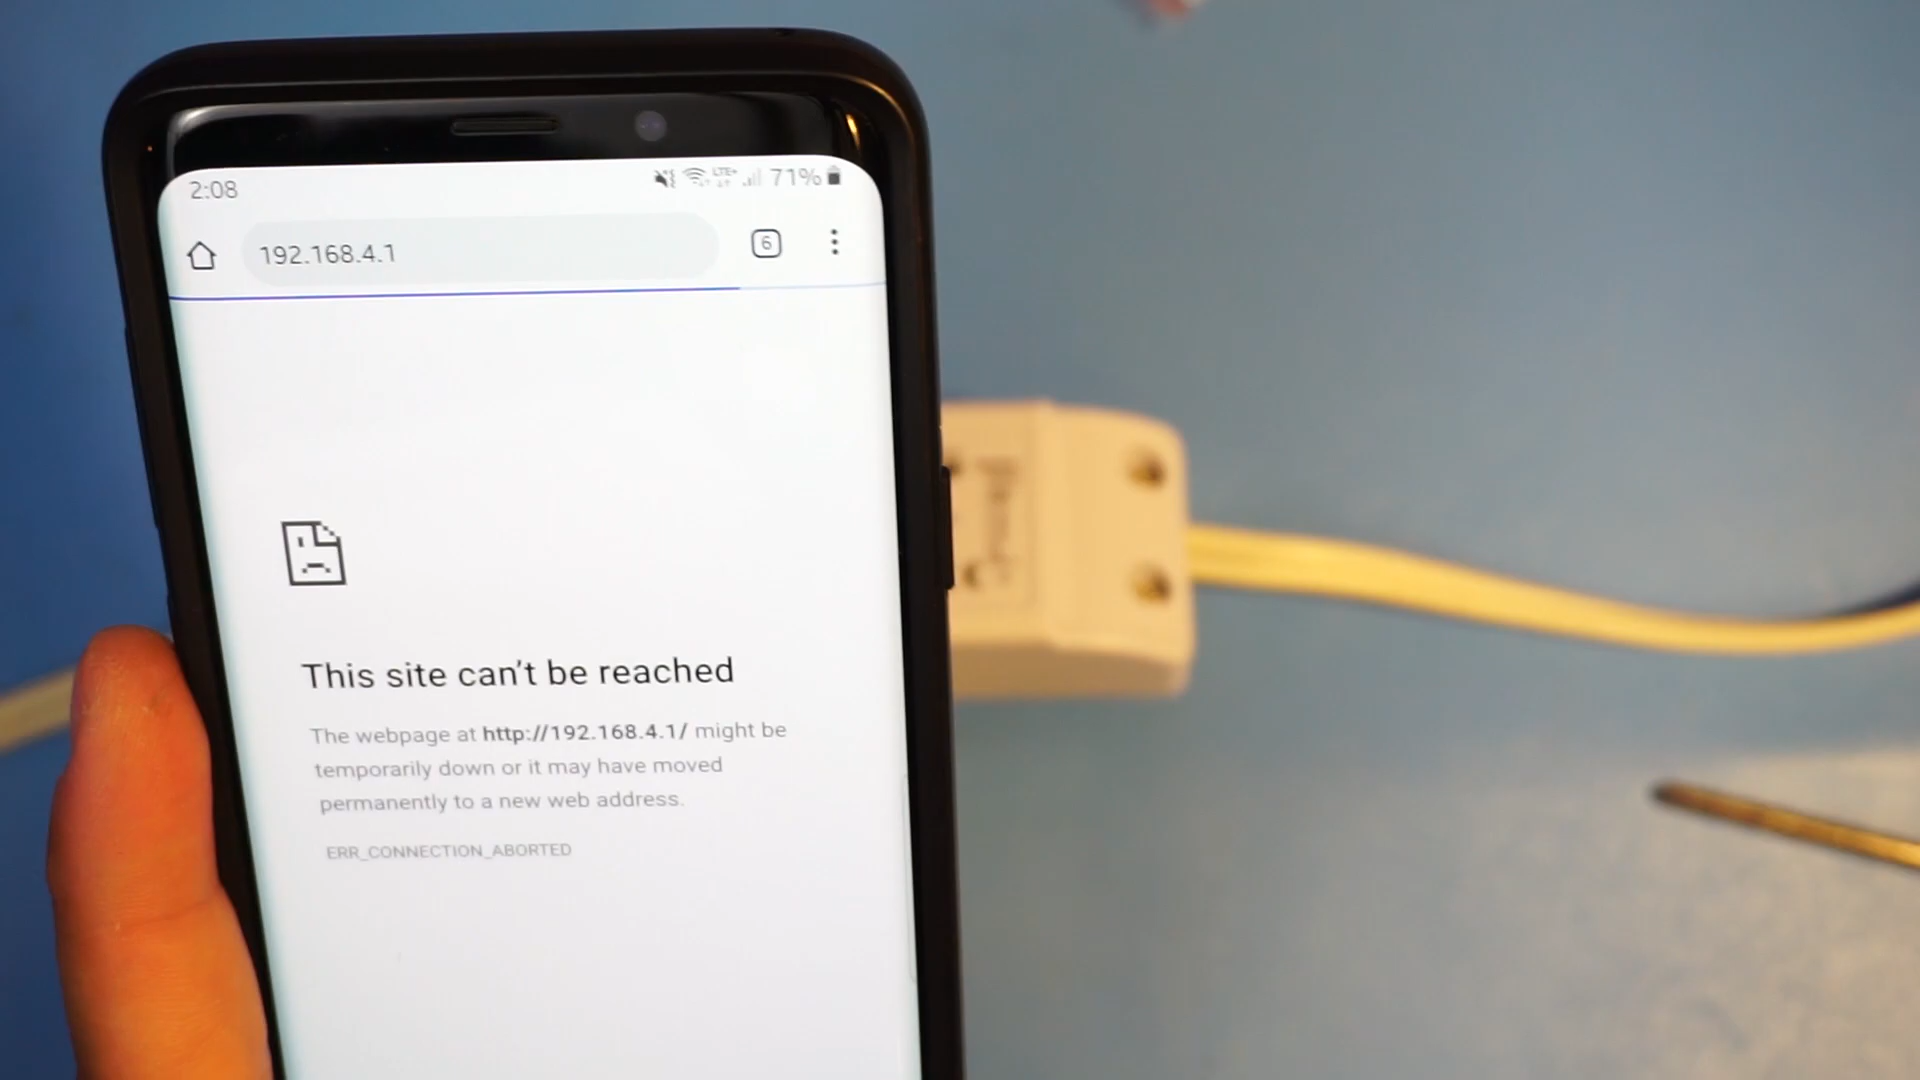 2:08
LTE+
71%
192.168.4.1
6
This site can't be reached
The webpage at http://192.168.4.1/ might be
temporarily down or it may have moved
permanently to a new web address.
ERR_CONNECTION_ABORTED